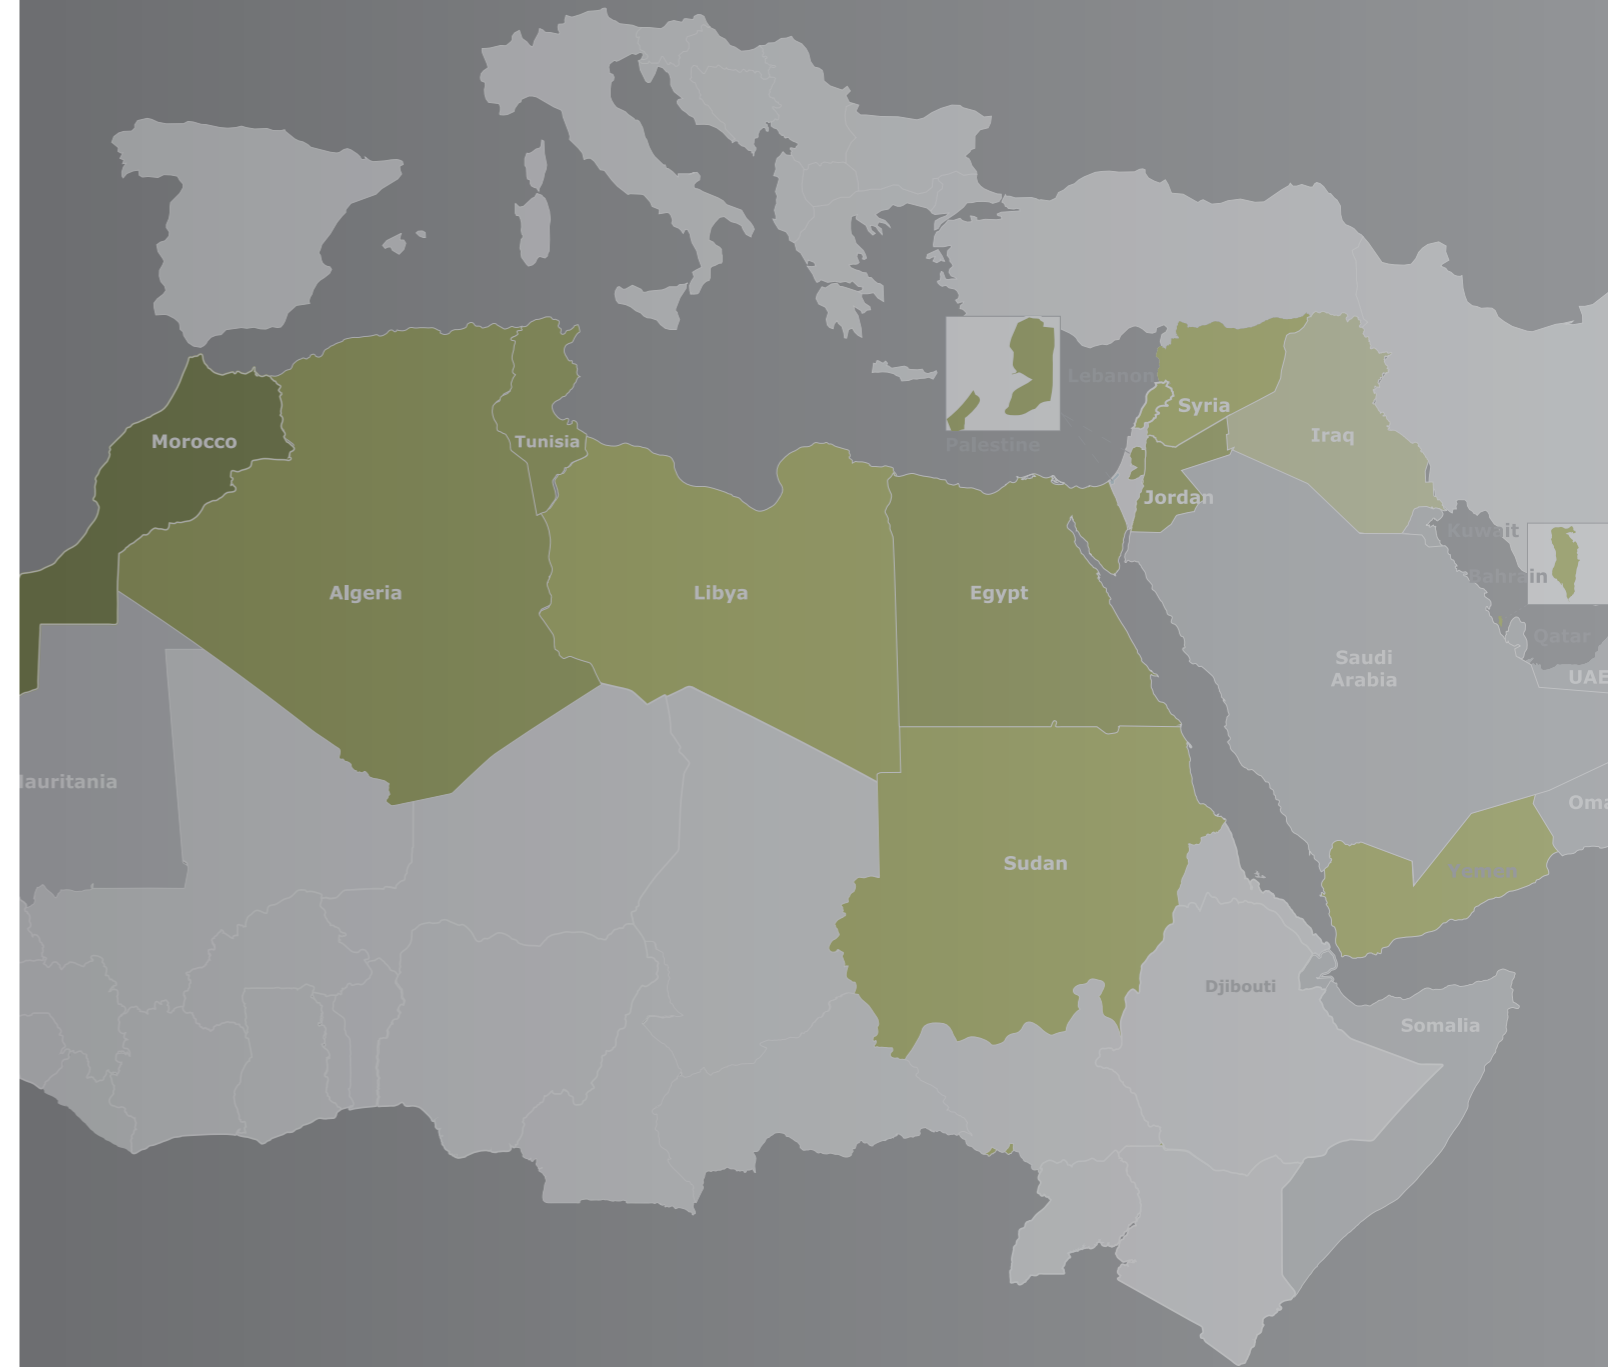 Lebanon
Syria
Morocco
Tunisia
Palestine
Iraq
Jordan
Kuwait
Bahrain
Algeria
Libya
Egypt
Qatar
Saudi
Arabia
UAE
auritania
Oma
Sudan
Yemen
Djibouti
Somalia